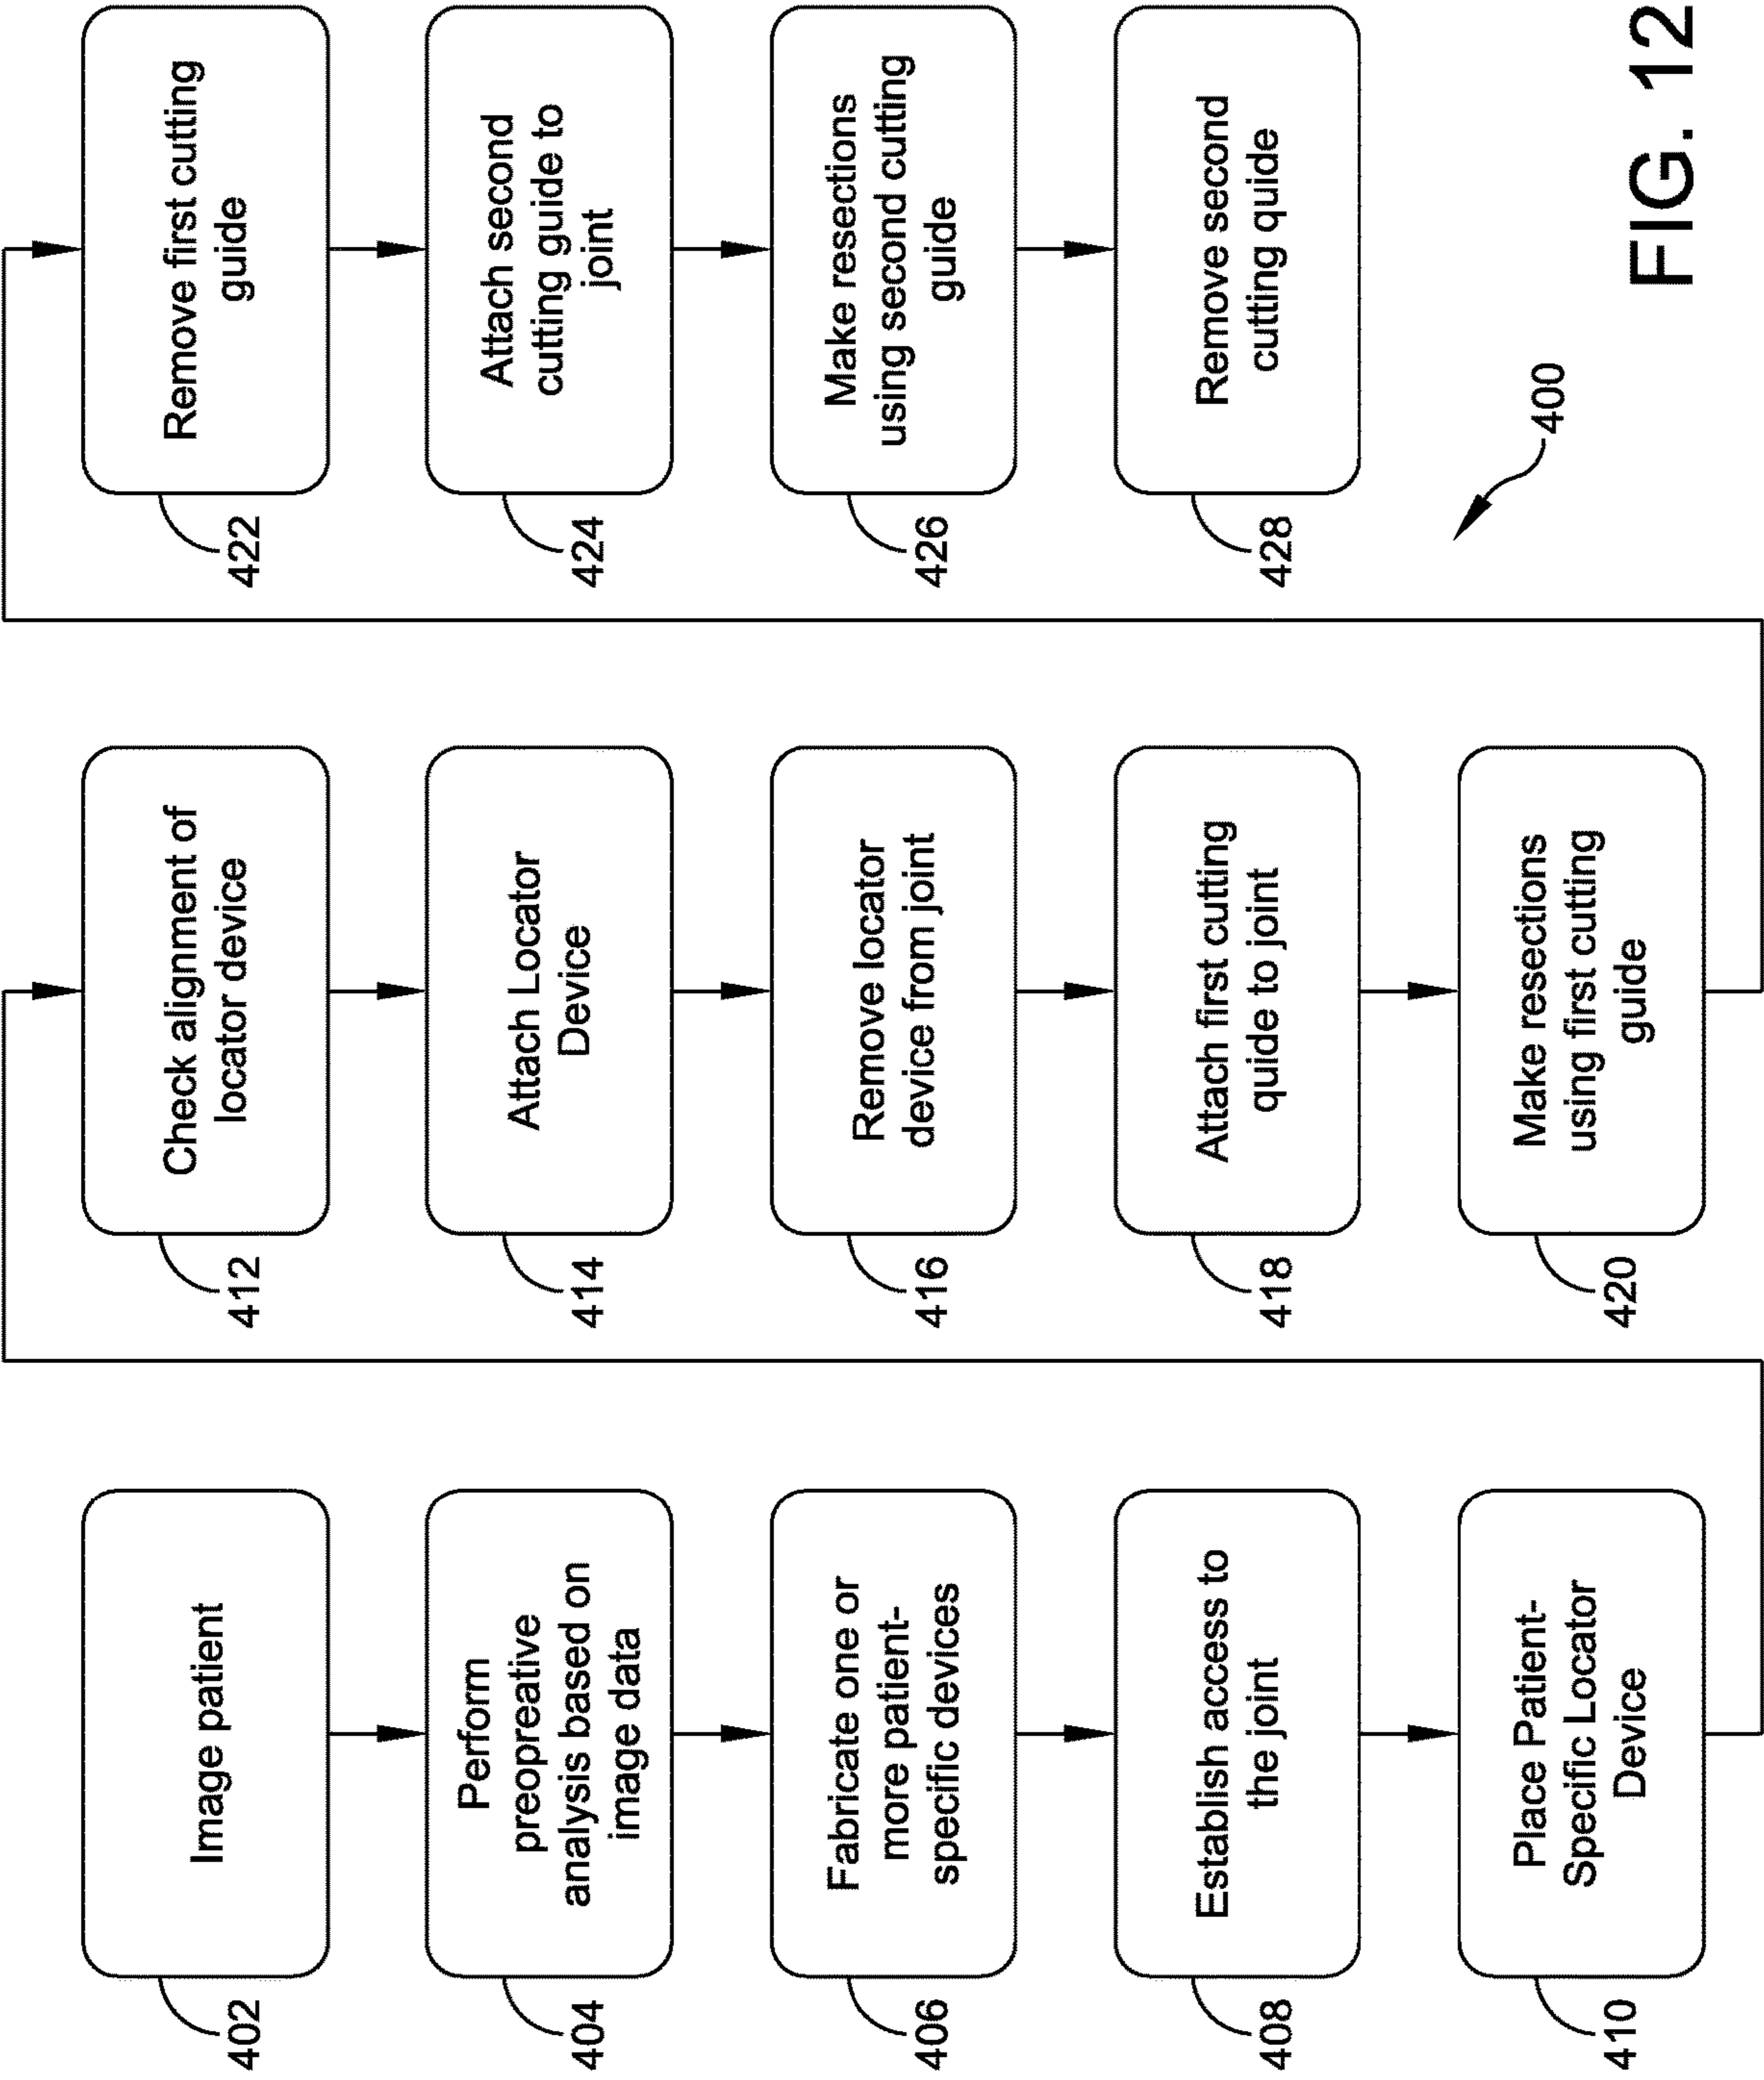 402
Image patient
404
Perform
preopreative
analysis based on
image data
406
Fabricate one or
more patient-
specific devices
408
Establish access to
the joint
410
Place Patient-
Specific Locator
Device
412
Check alignment of
locator device
414
Attach Locator
Device
416
Remove locator
device from joint
418
Attach first cutting
quide to joint
420
Make resections
using first cutting
guide
422
Remove first cutting
guide
424
Attach second
cutting guide to
joint
426
Make resections
using second cutting
guide
428
Remove second
cutting quide
400
FIG. 12